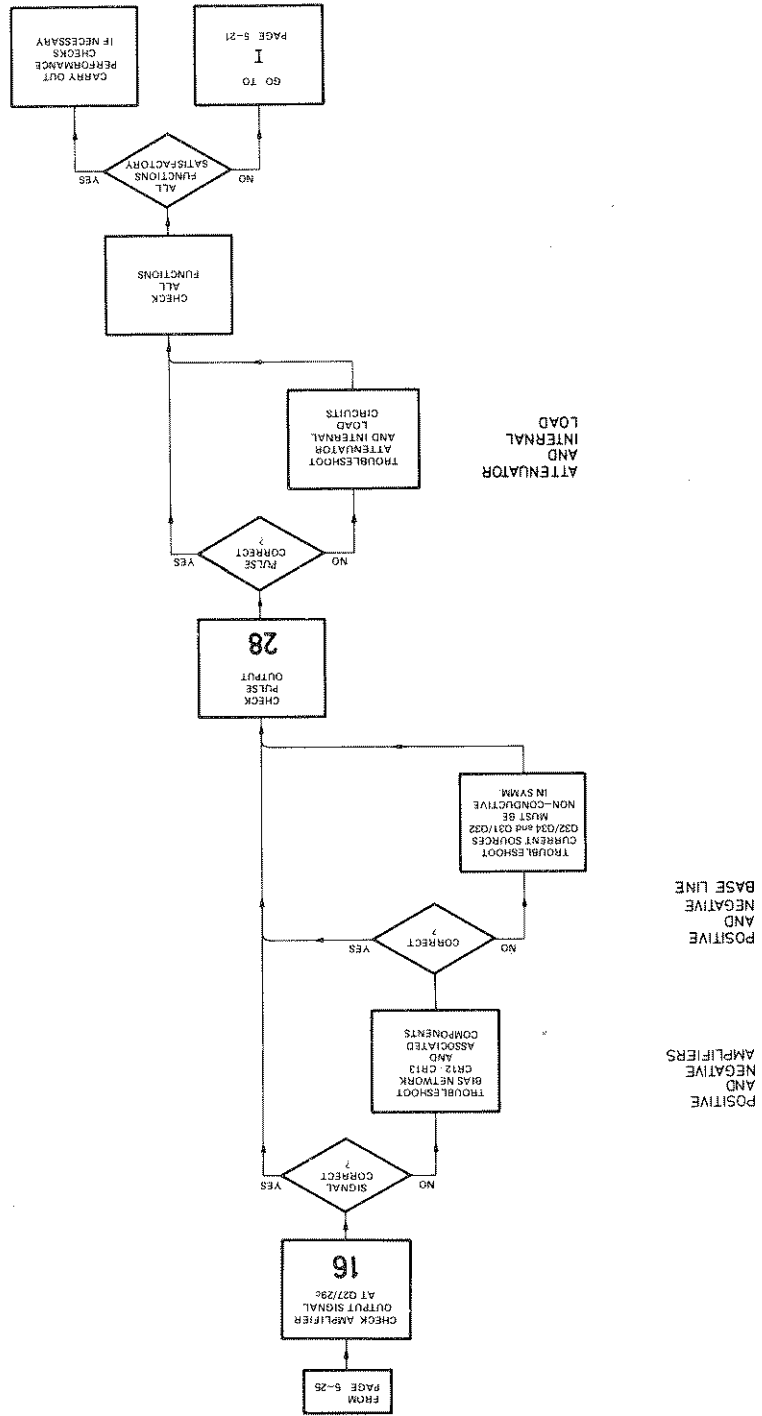 FROM
PAGE 5-25
CHECK AMPLIFIER
OUTPUT SIGNAL
AT Q27/29c
16
SIGNAL
CORRECT
?
NO
YES
POSITIVE
AND
NEGATIVE
AMPLIFIERS
TROUBLESHOOT
BIAS NETWORK
CR12 - CR13
AND
ASSOCIATED
COMPONENTS
CORRECT
?
NO
YES
POSITIVE
AND
NEGATIVE
BASE LINE
TROUBLESHOOT
CURRENT SOURCES
Q32/Q34 and Q31/Q32
MUST BE
NON-CONDUCTIVE
IN SYMM.
CHECK
PULSE
OUTPUT
28
PULSE
CORRECT
?
NO
YES
ATTENUATOR
AND
INTERNAL
LOAD
TROUBLESHOOT
ATTENUATOR
AND INTERNAL
LOAD
CIRCUITS
CHECK
ALL
FUNCTIONS
ALL
FUNCTIONS
SATISFACTORY
NO
YES
GO TO
I
PAGE 5-21
CARRY OUT
PERFORMANCE
CHECKS
IF NECESSARY